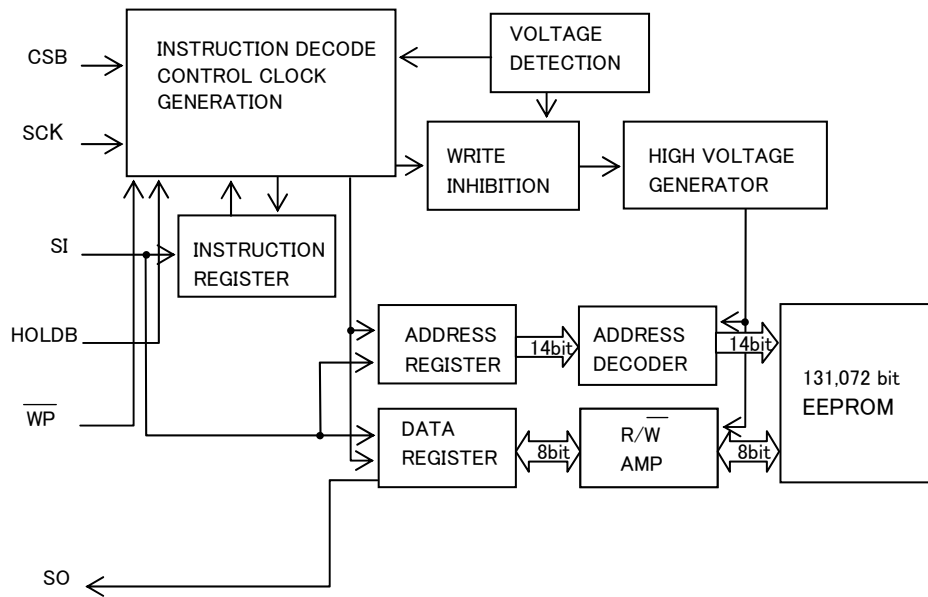 CSB
SCK
SI
HOLDB
W̅P̅
SO
INSTRUCTION DECODE
CONTROL CLOCK
GENERATION
VOLTAGE
DETECTION
WRITE
INHIBITION
HIGH VOLTAGE
GENERATOR
INSTRUCTION
REGISTER
ADDRESS
REGISTER
14bit
ADDRESS
DECODER
14bit
131,072 bit
EEPROM
DATA
REGISTER
8bit
R/W̅
AMP
8bit